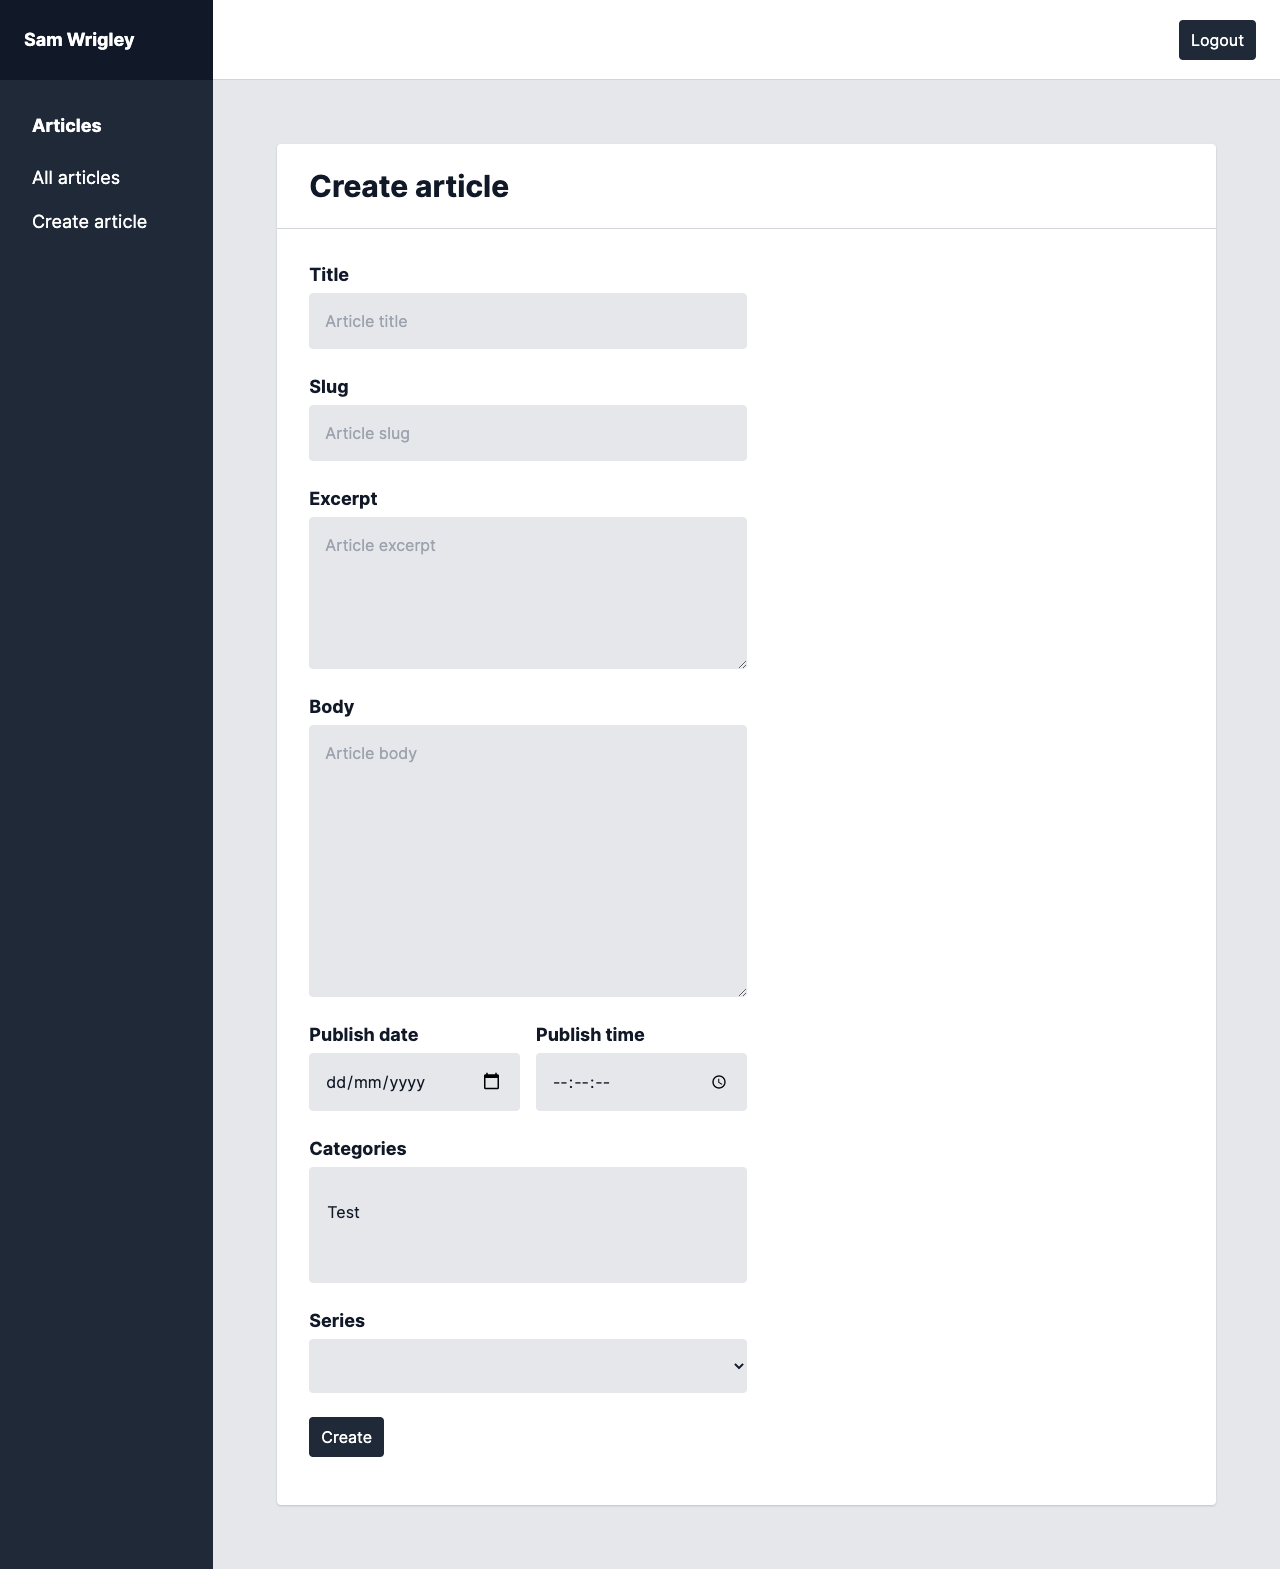 Sam Wrigley
Logout
Articles
All articles
Create article
Create article
Title
Article title
Slug
Article slug
Excerpt
Article excerpt
Body
Article body
Publish date
Publish time
dd/mm/yyyy
--:--:--
Categories
Test
Series
Create